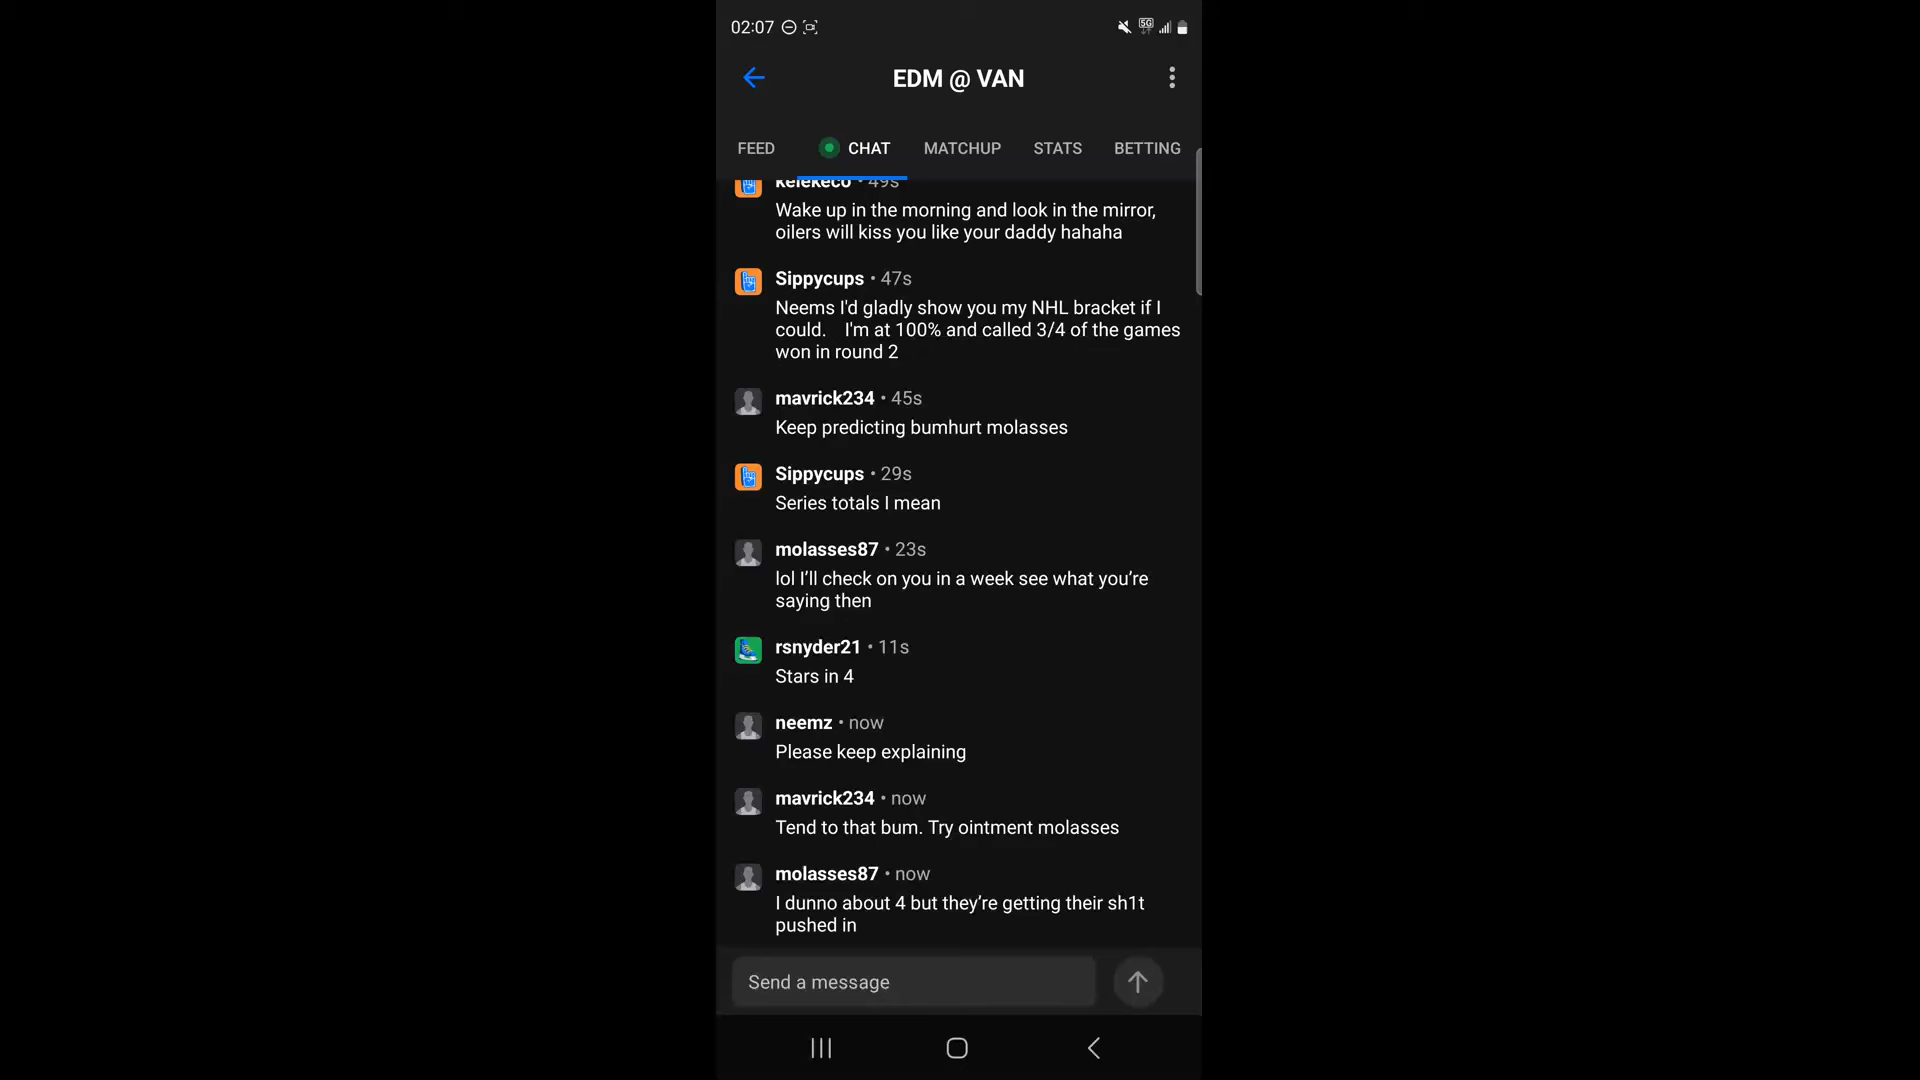 02:07
5G
EDM @ VAN
FEED
CHAT
MATCHUP
STATS
BETTING
kelekeco • 49s
Wake up in the morning and look in the mirror,
oilers will kiss you like your daddy hahaha
Sippycups • 47s
Neems I'd gladly show you my NHL bracket if I
could.    I'm at 100% and called 3/4 of the games
won in round 2
mavrick234 • 45s
Keep predicting bumhurt molasses
Sippycups • 29s
Series totals I mean
molasses87 • 23s
lol I’ll check on you in a week see what you’re
saying then
rsnyder21 • 11s
Stars in 4
neemz • now
Please keep explaining
mavrick234 • now
Tend to that bum. Try ointment molasses
molasses87 • now
I dunno about 4 but they’re getting their sh1t
pushed in
Send a message